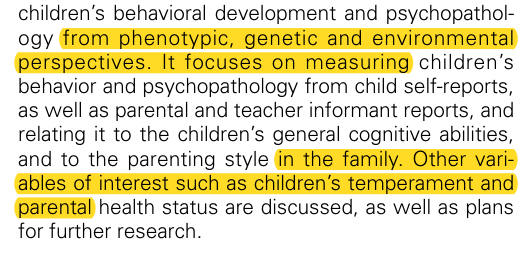 children's behavioral development and psychopathol-
ogy from phenotypic, genetic and environmental
perspectives. It focuses on measuring children's
behavior and psychopathology from child self-reports,
as well as parental and teacher informant reports, and
relating it to the children's general cognitive abilities,
and to the parenting style in the family. Other vari-
ables of interest such as children's temperament and
parental health status are discussed, as well as plans
for further research.